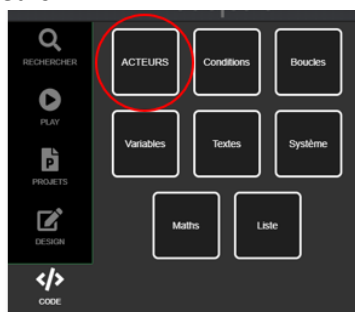 RECHERCHER
PLAY
P
PROJETS
DESIGN
</>
CODE
ACTEURS
Conditions
Boucles
Variables
Textes
Système
Maths
Liste